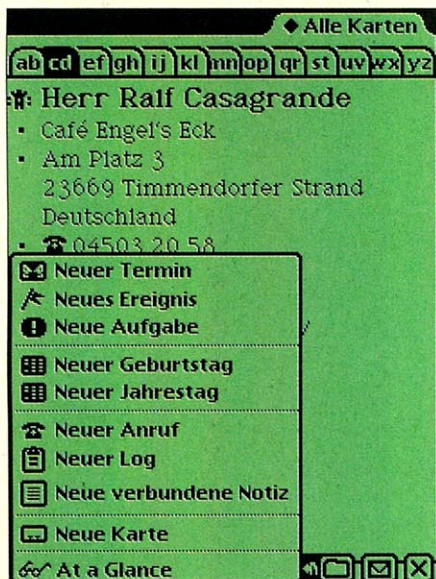 Alle Karten
ab cd ef gh ij kl mn op qr st uv wx yz
Herr Ralf Casagrande
Café Engel's Eck
Am Platz 3
23669 Timmendorfer Strand
Deutschland
04503 20 58
Neuer Termin
Neues Ereignis
Neue Aufgabe
Neuer Geburtstag
Neuer Jahrestag
Neuer Anruf
Neuer Log
Neue verbundene Notiz
Neue Karte
At a Glance